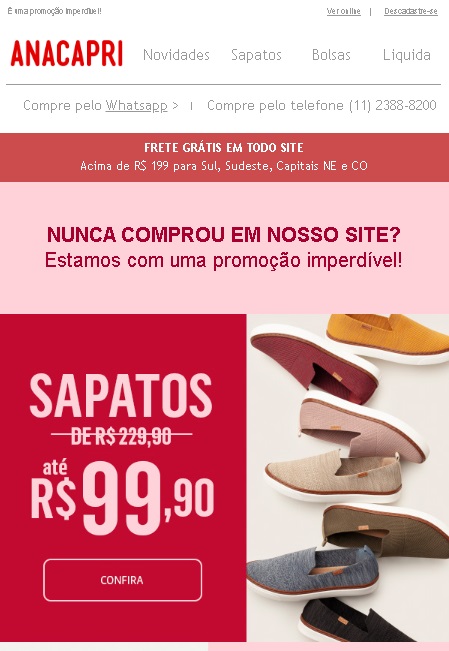 É uma promoção imperdível!
Ver online | Descadastre-se
ANACAPRI Novidades Sapatos Bolsas Liquida
Compre pelo Whatsapp > | Compre pelo telefone (11) 2388-8200
FRETE GRÁTIS EM TODO SITE
Acima de R$ 199 para Sul, Sudeste, Capitais NE e CO
NUNCA COMPROU EM NOSSO SITE?
Estamos com uma promoção imperdível!
SAPATOS
DE R$ 229,90
até
R$ 99,90
CONFIRA